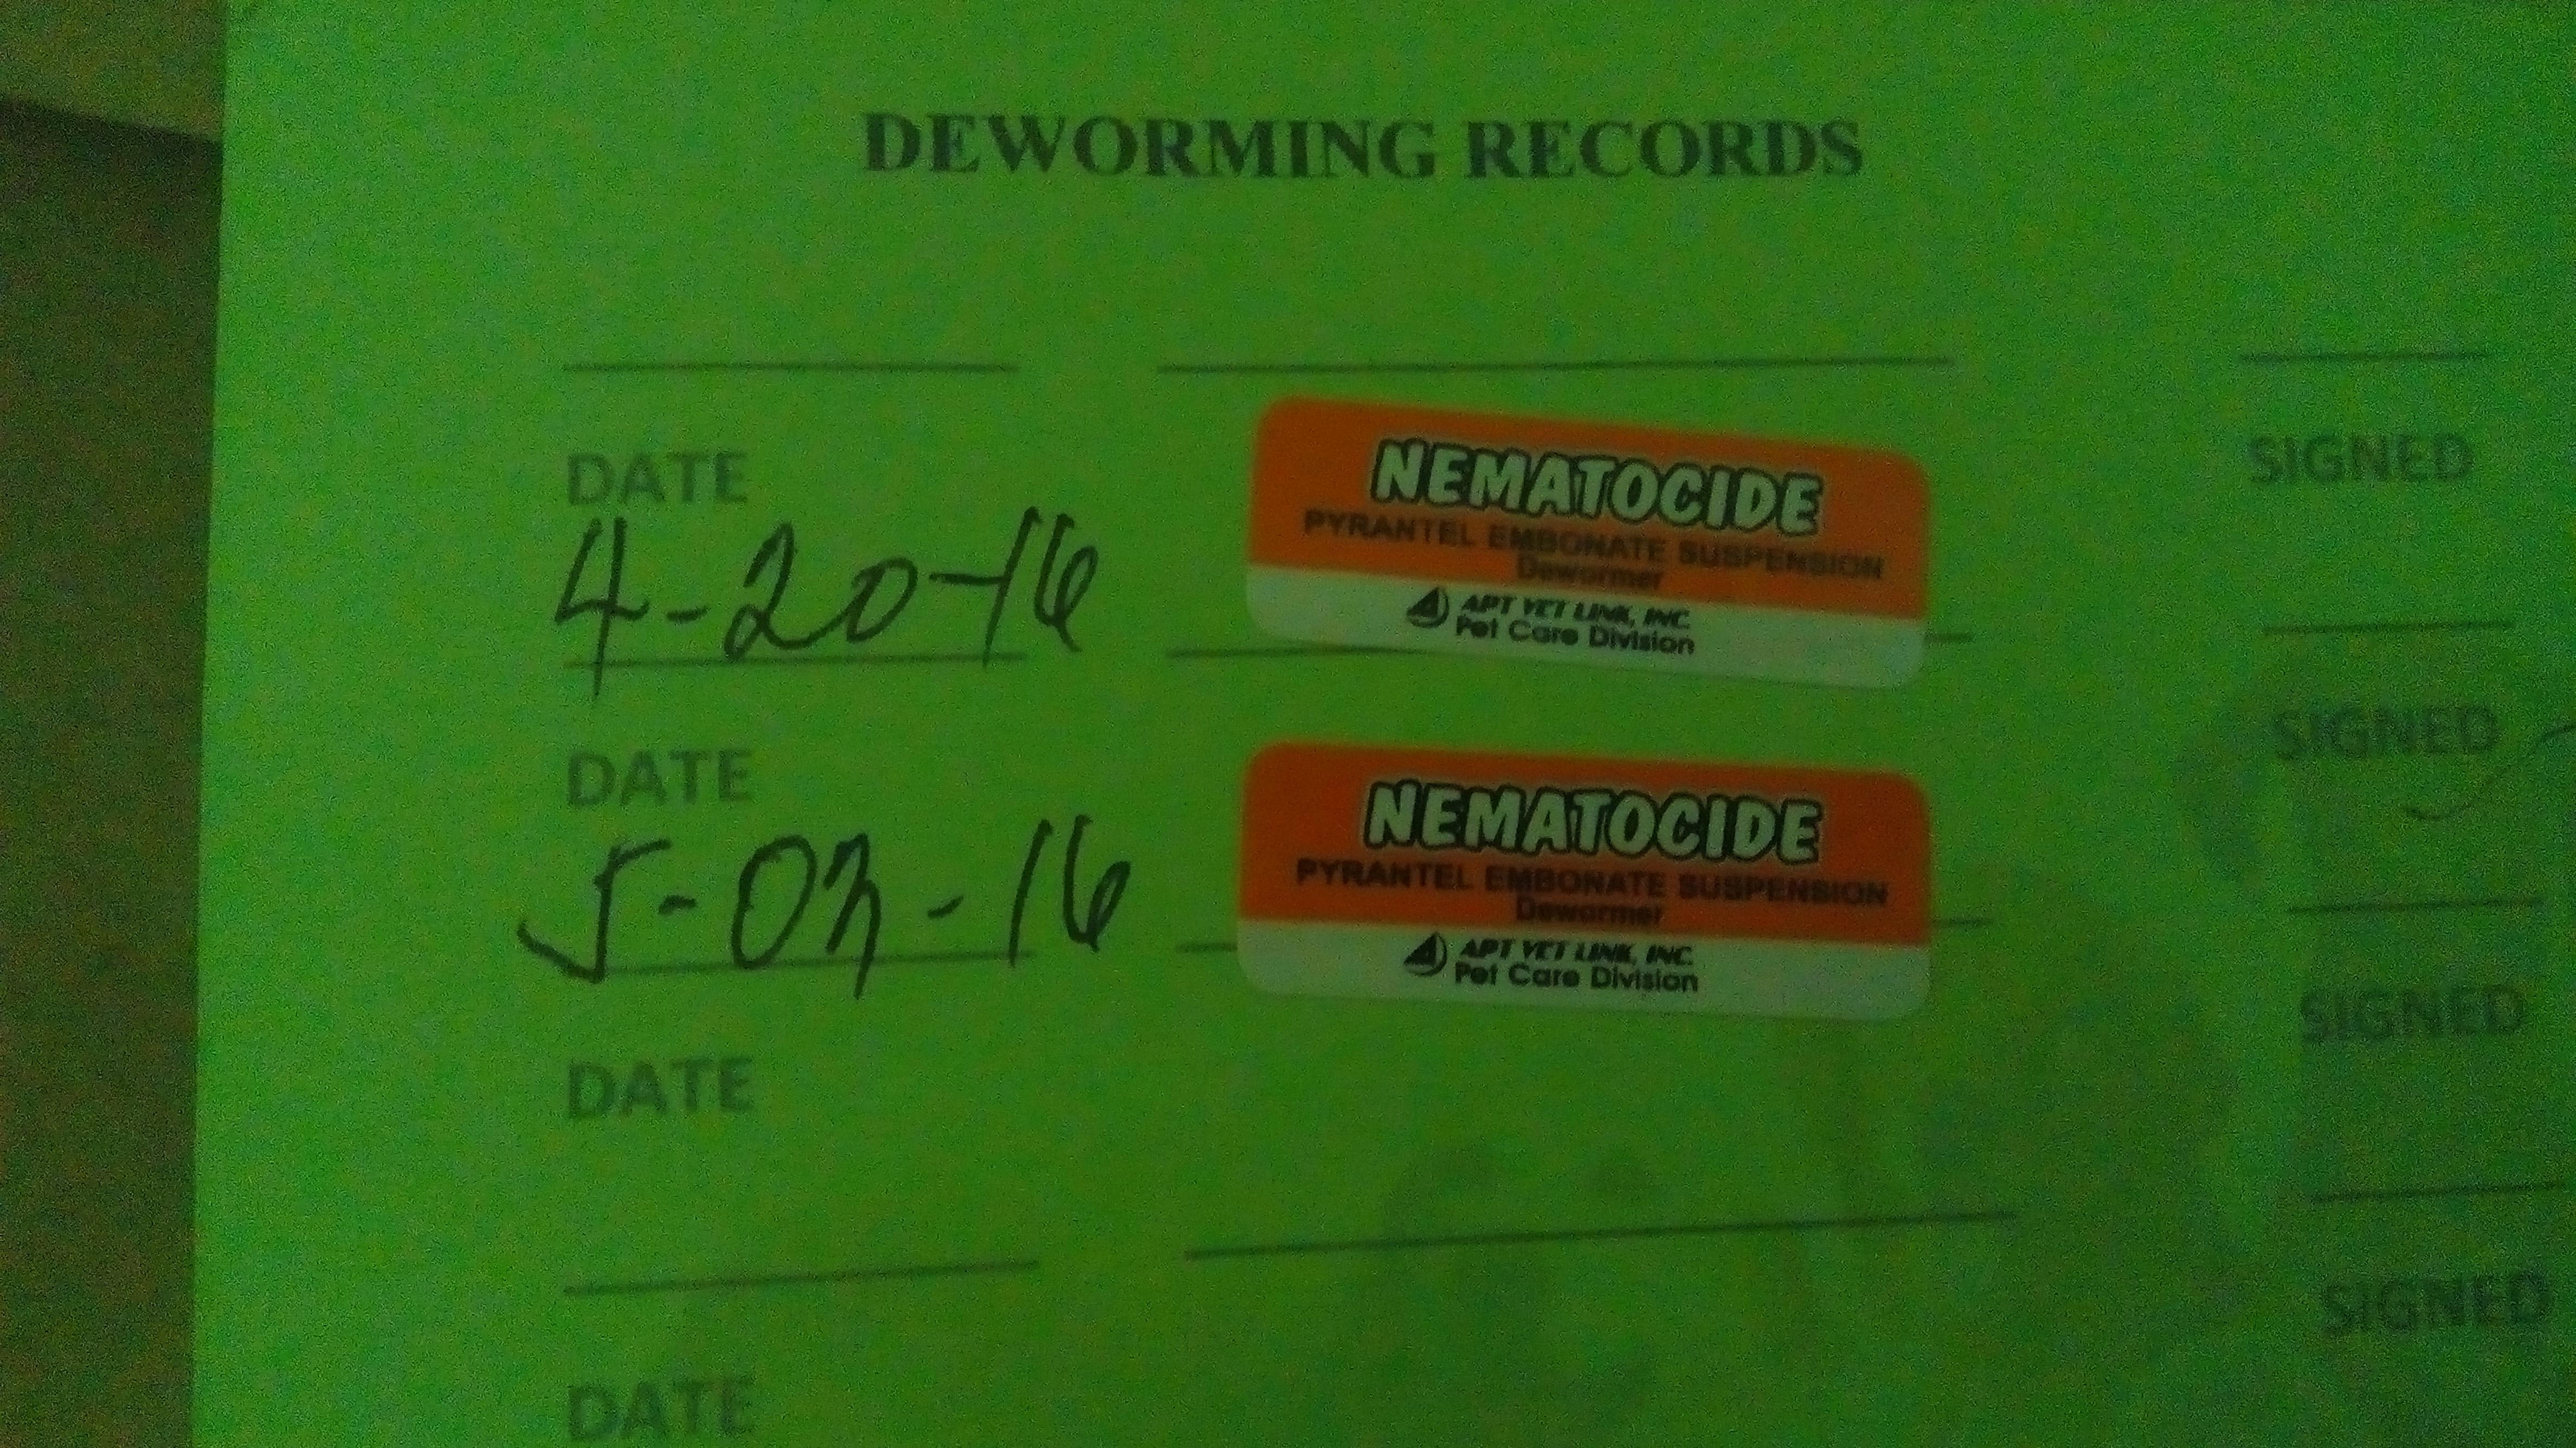 DEWORMING RECORDS
DATE
SIGNED
4-20-16
NEMATOCIDE
PYRANTEL EMBONATE SUSPENSION
Dewormer
APT VET LINK, INC.
Pet Care Division
DATE
SIGNED
5-03-16
NEMATOCIDE
PYRANTEL EMBONATE SUSPENSION
Dewormer
APT VET LINK, INC.
Pet Care Division
DATE
SIGNED
DATE
SIGNED